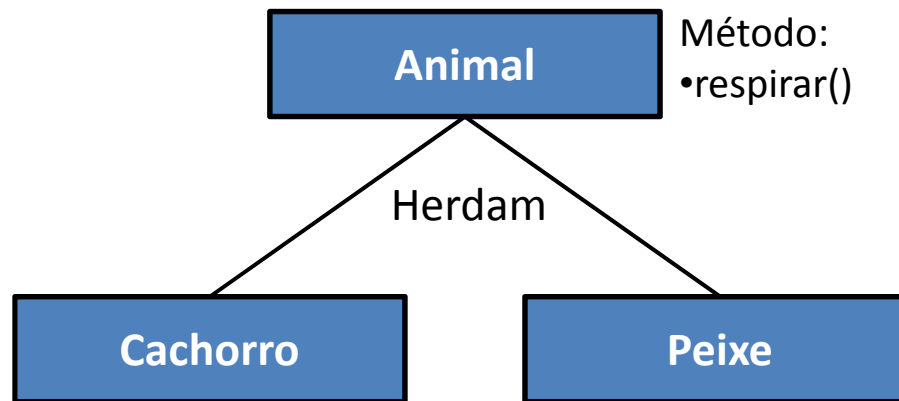 Animal
Método:
•respirar()
Herdam
Cachorro
Peixe